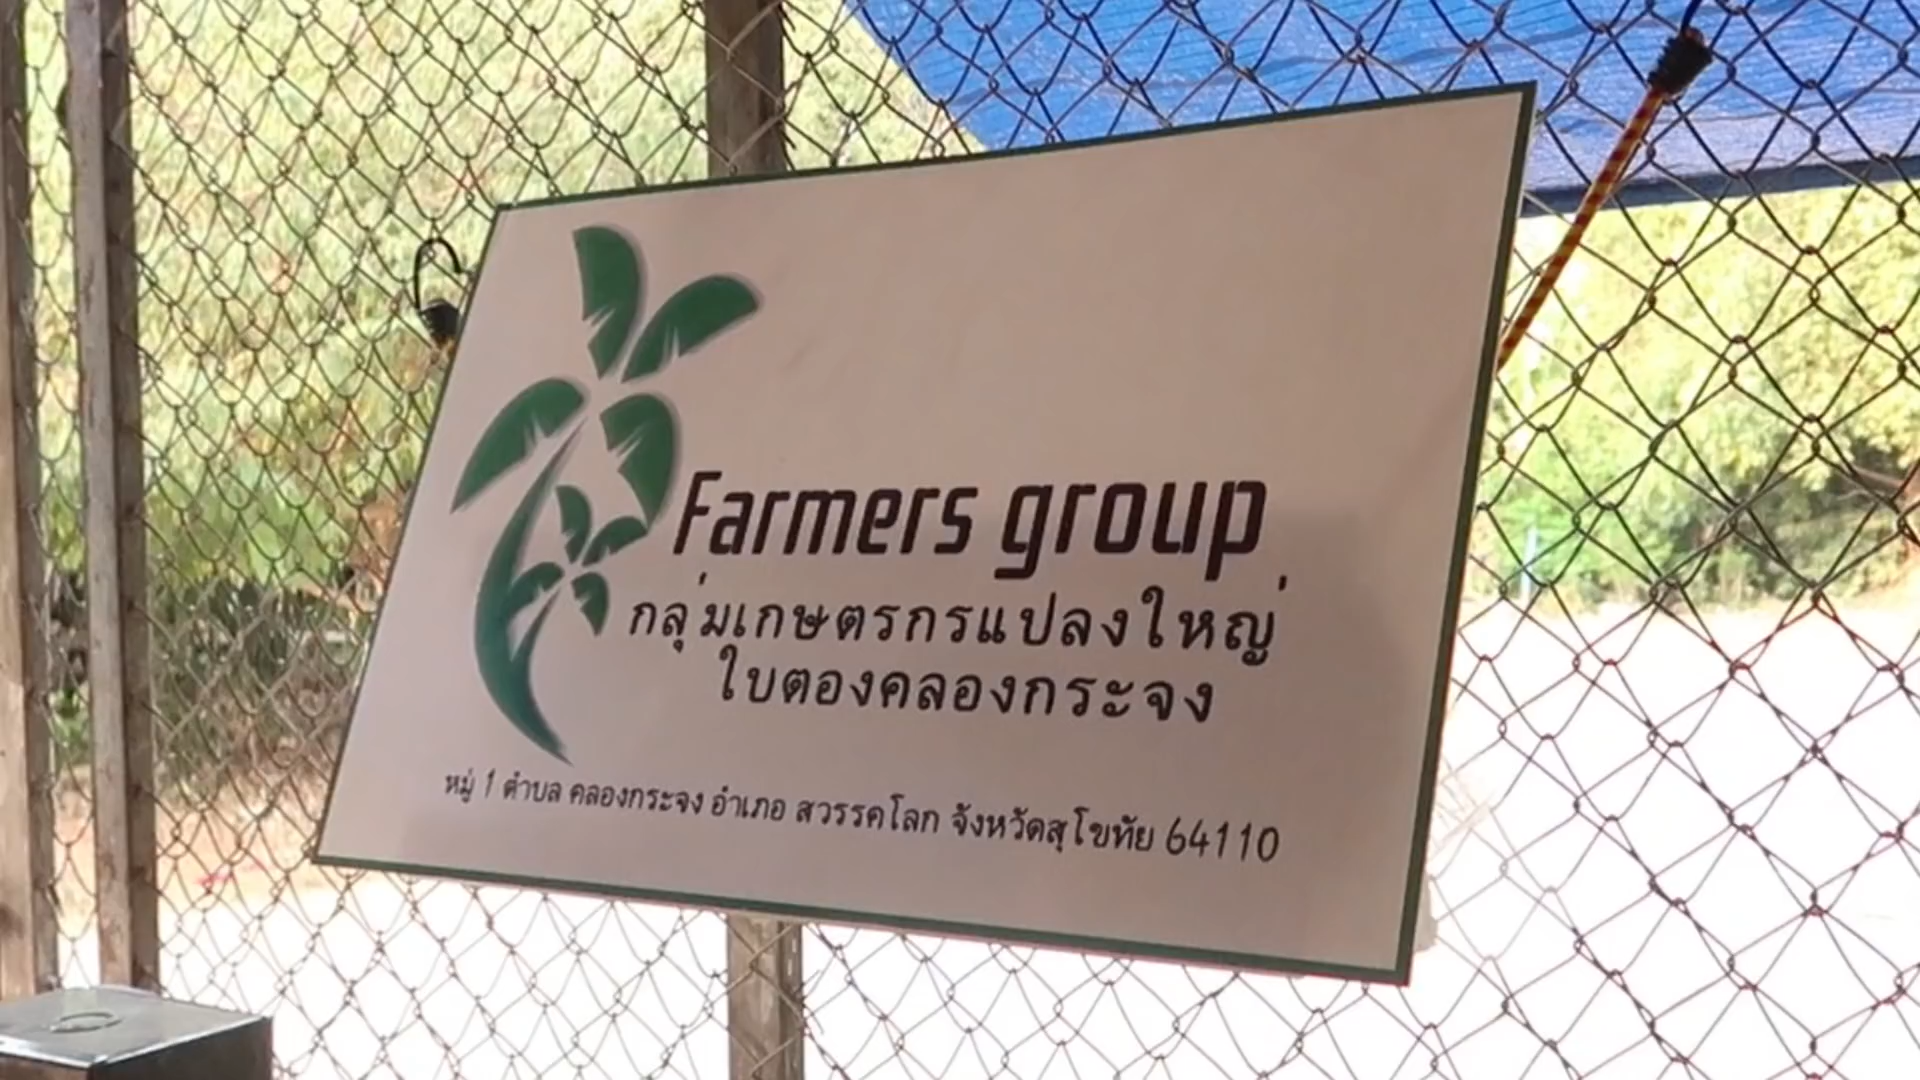 Farmers group
กลุ่มเกษตรกรแปลงใหญ่
ใบตองคลองกระจง
หมู่ 1 ตำบล คลองกระจง อำเภอ สวรรคโลก จังหวัดสุโขทัย 64110